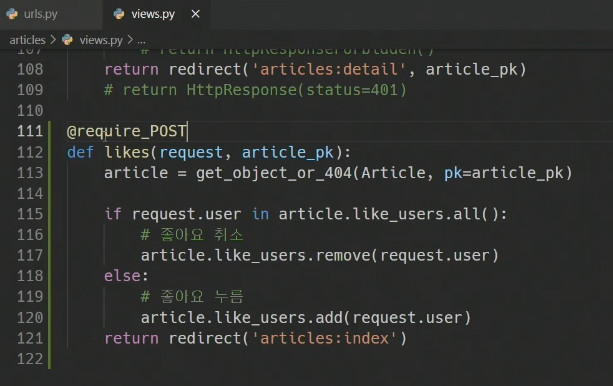 urls.py views.py ×
articles > views.py > ...
107 # return HttpResponseForbidden()
108 return redirect('articles:detail', article_pk)
109 # return HttpResponse(status=401)
110
111 @require_POST
112 def likes(request, article_pk):
113 article = get_object_or_404(Article, pk=article_pk)
114
115 if request.user in article.like_users.all():
116 # 좋아요 취소
117 article.like_users.remove(request.user)
118 else:
119 # 좋아요 누름
120 article.like_users.add(request.user)
121 return redirect('articles:index')
122